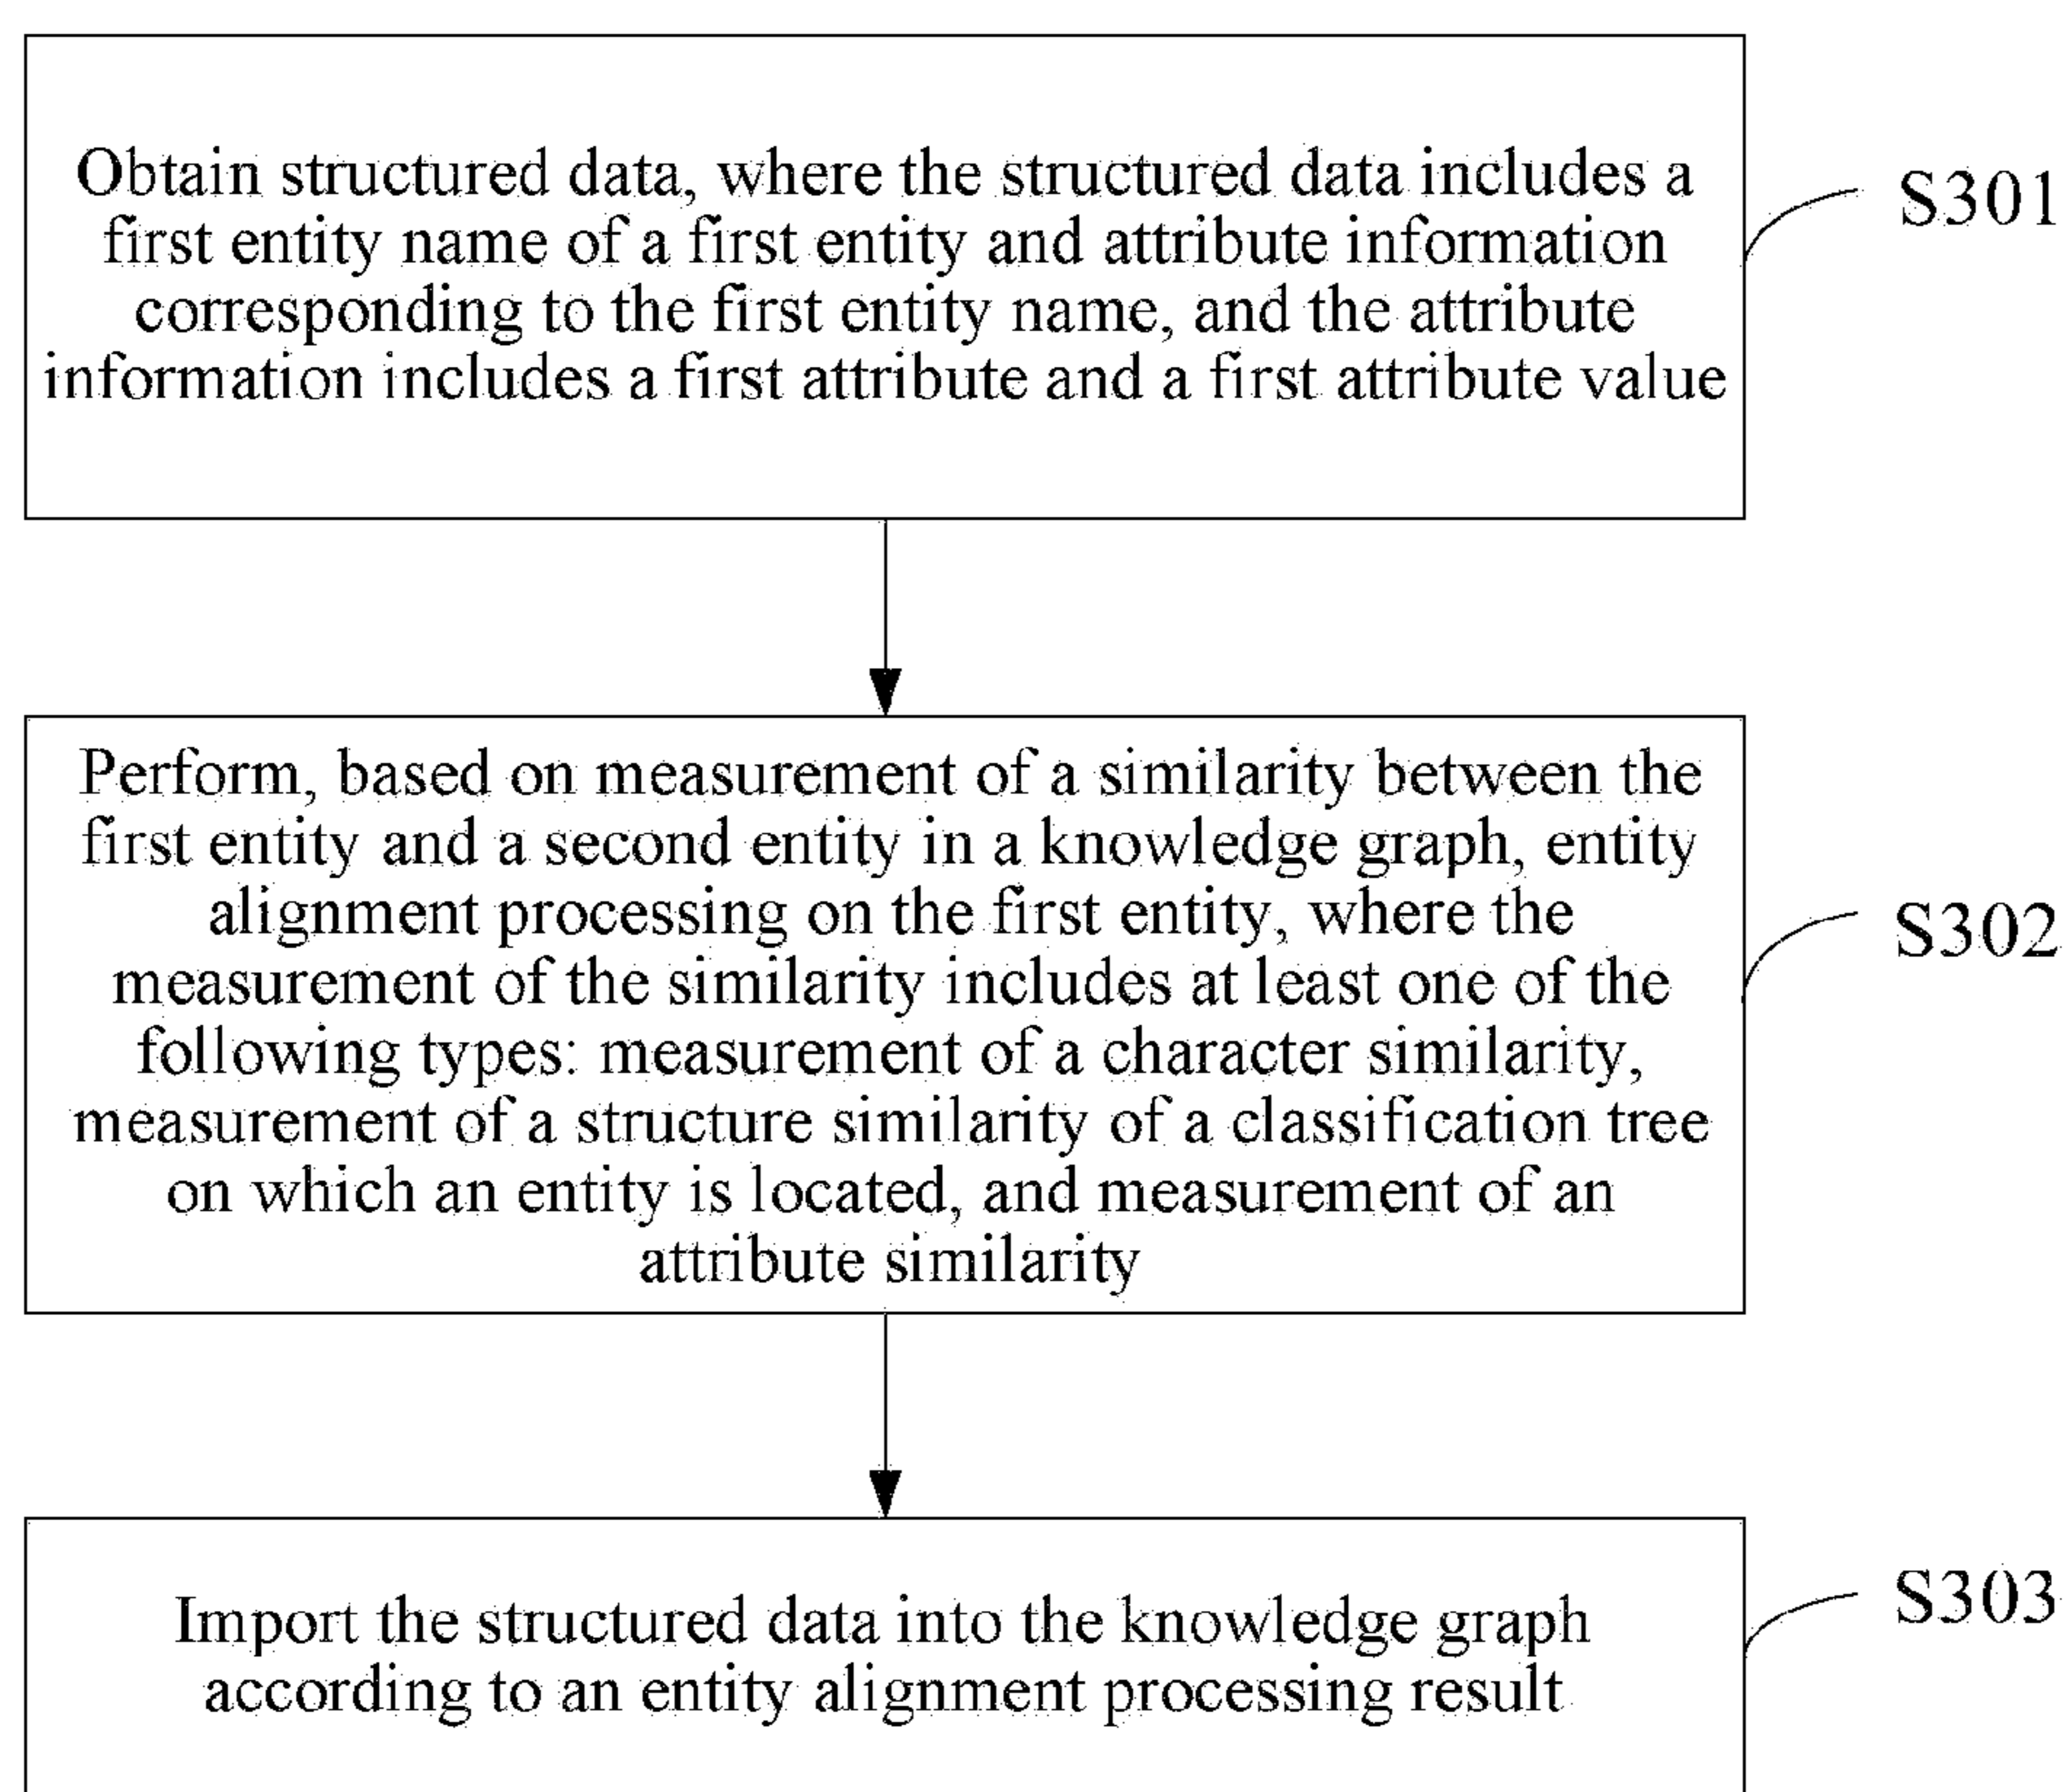 Obtain structured data, where the structured data includes a
first entity name of a first entity and attribute information
corresponding to the first entity name, and the attribute
information includes a first attribute and a first attribute value
S301
Perform, based on measurement of a similarity between the
first entity and a second entity in a knowledge graph, entity
alignment processing on the first entity, where the
measurement of the similarity includes at least one of the
following types: measurement of a character similarity,
measurement of a structure similarity of a classification tree
on which an entity is located, and measurement of an
attribute similarity
S302
Import the structured data into the knowledge graph
according to an entity alignment processing result
S303